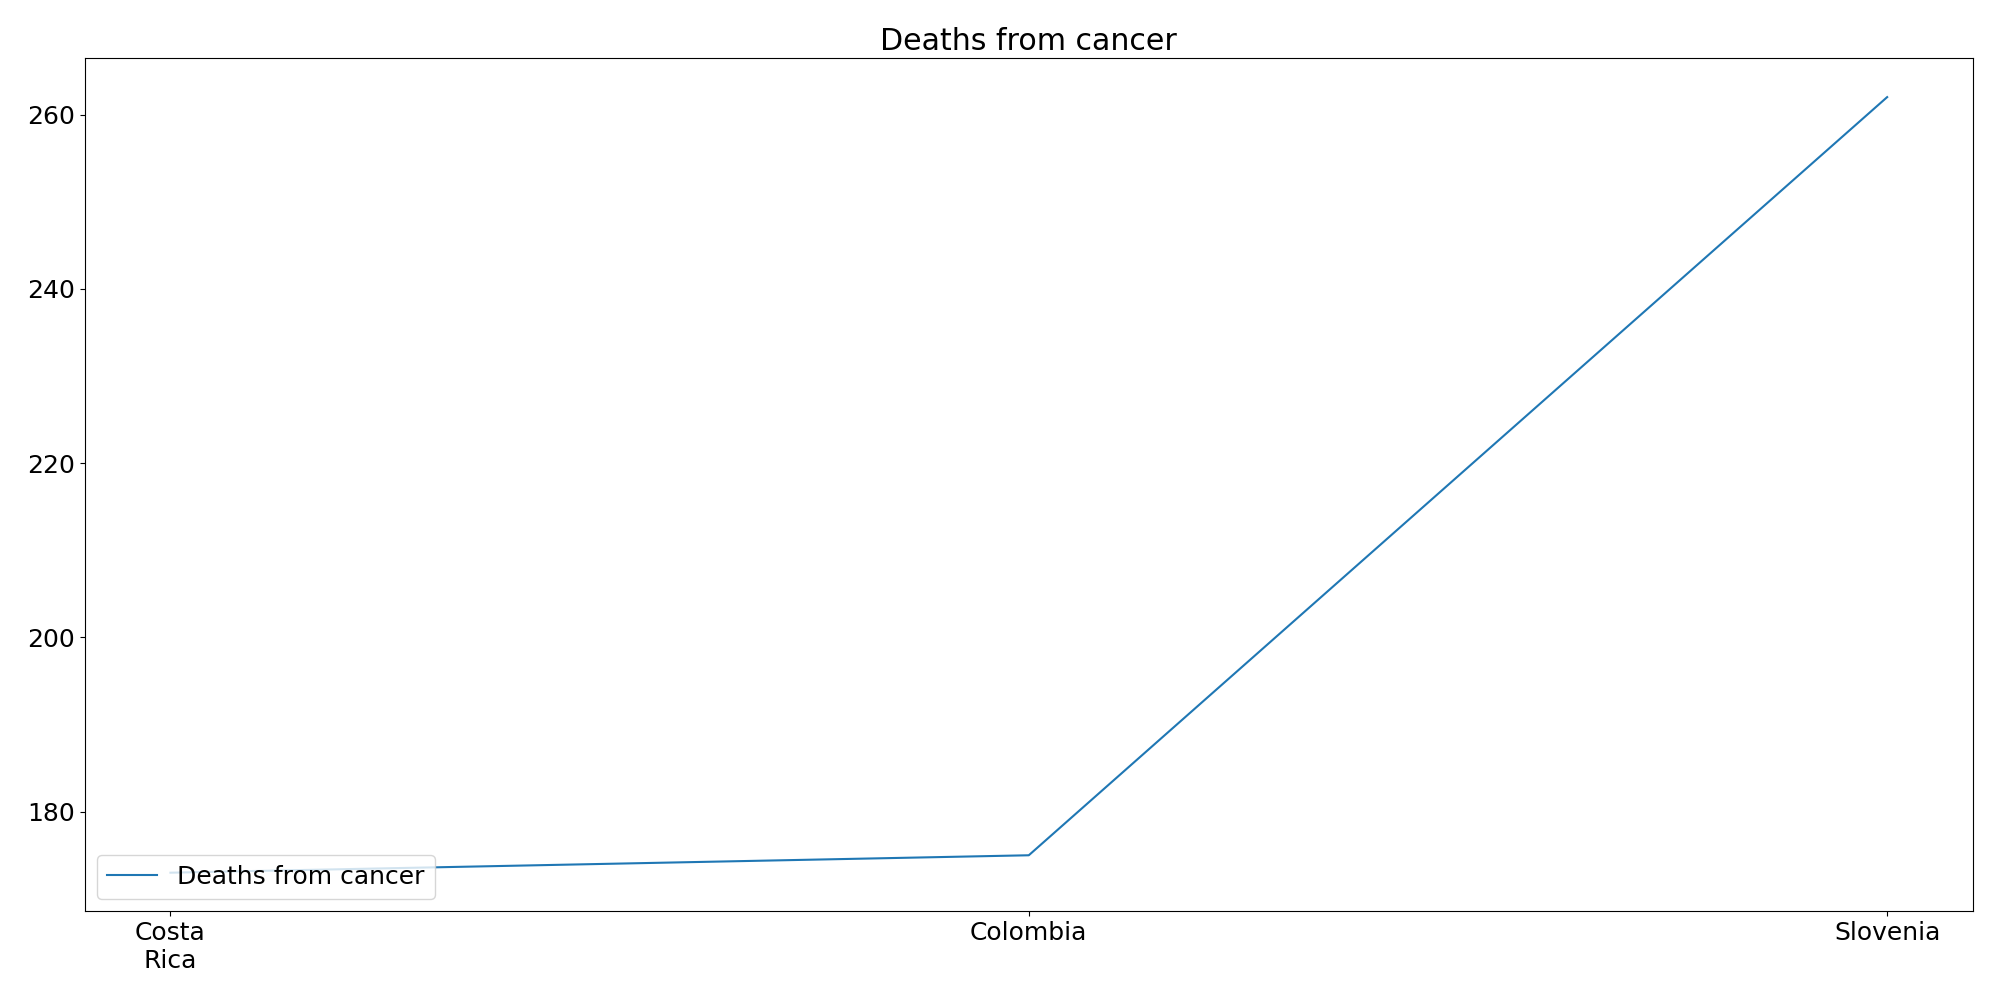 Deaths from cancer
260
240
220
200
180
Deaths from cancer
Costa
Rica
Colombia
Slovenia